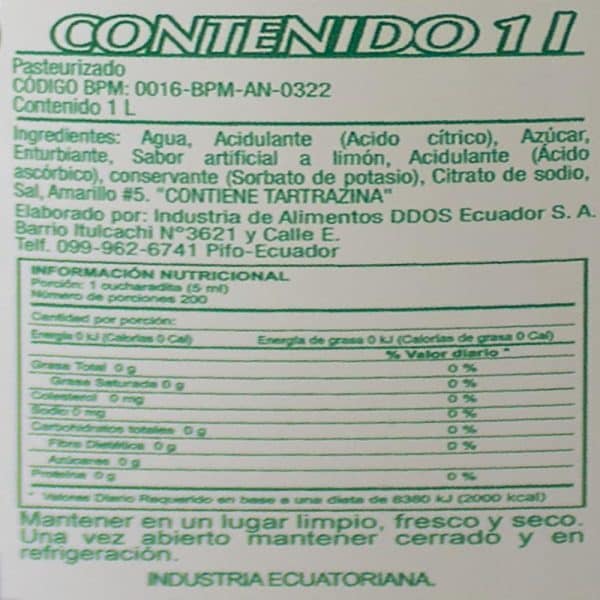 CONTENIDO 1 l
Pasteurizado
CÓDIGO BPM: 0016-BPM-AN-0322
Contenido 1 L
Ingredientes: Agua, Acidulante (Acido cítrico), Azúcar,
Enturbiante, Sabor artificial a limón, Acidulante (Ácido
ascórbico), conservante (Sorbato de potasio), Citrato de sodio,
Sal, Amarillo #5. "CONTIENE TARTRAZINA"
Elaborado por: Industria de Alimentos DDOS Ecuador S. A.
Barrio Itulcachi N°3621 y Calle E.
Telf. 099-962-6741 Pifo-Ecuador
INFORMACIÓN NUTRICIONAL
Porción: 1 cucharadita (5 ml)
Número de porciones 200
Cantidad por porción:
Energía 0 kJ (Calorías 0 Cal) Energía de grasa 0 kJ (Calorías de grasa 0 Cal)
% Valor diario *
Grasa Total 0 g 0 %
Grasa Saturada 0 g 0 %
Colesterol 0 mg 0 %
Sodio 0 mg 0 %
Carbohidratos totales 0 g 0 %
Fibra Dietética 0 g 0 %
Azúcares 0 g
Proteína 0 g 0 %
* Valores Diario Requerido en base a una dieta de 8380 kJ (2000 kcal)
Mantener en un lugar limpio, fresco y seco.
Una vez abierto mantener cerrado y en
refrigeración.
INDUSTRIA ECUATORIANA.